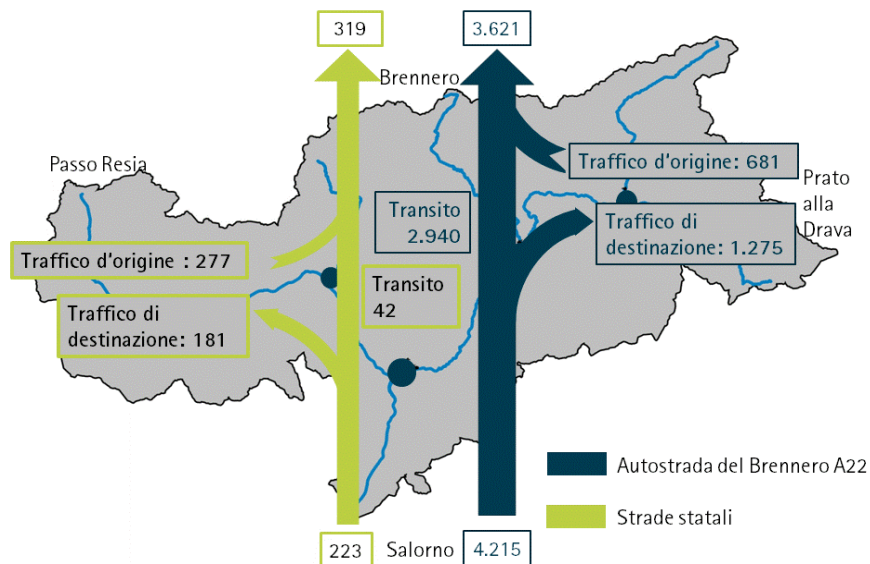 319
3.621
Brennero
Passo Resia
Traffico d'origine: 681
Prato
alla
Drava
Transito
2.940
Traffico di
destinazione: 1.275
Traffico d'origine : 277
Transito
42
Traffico di
destinazione: 181
Autostrada del Brennero A22
Strade statali
223
Salorno
4.215